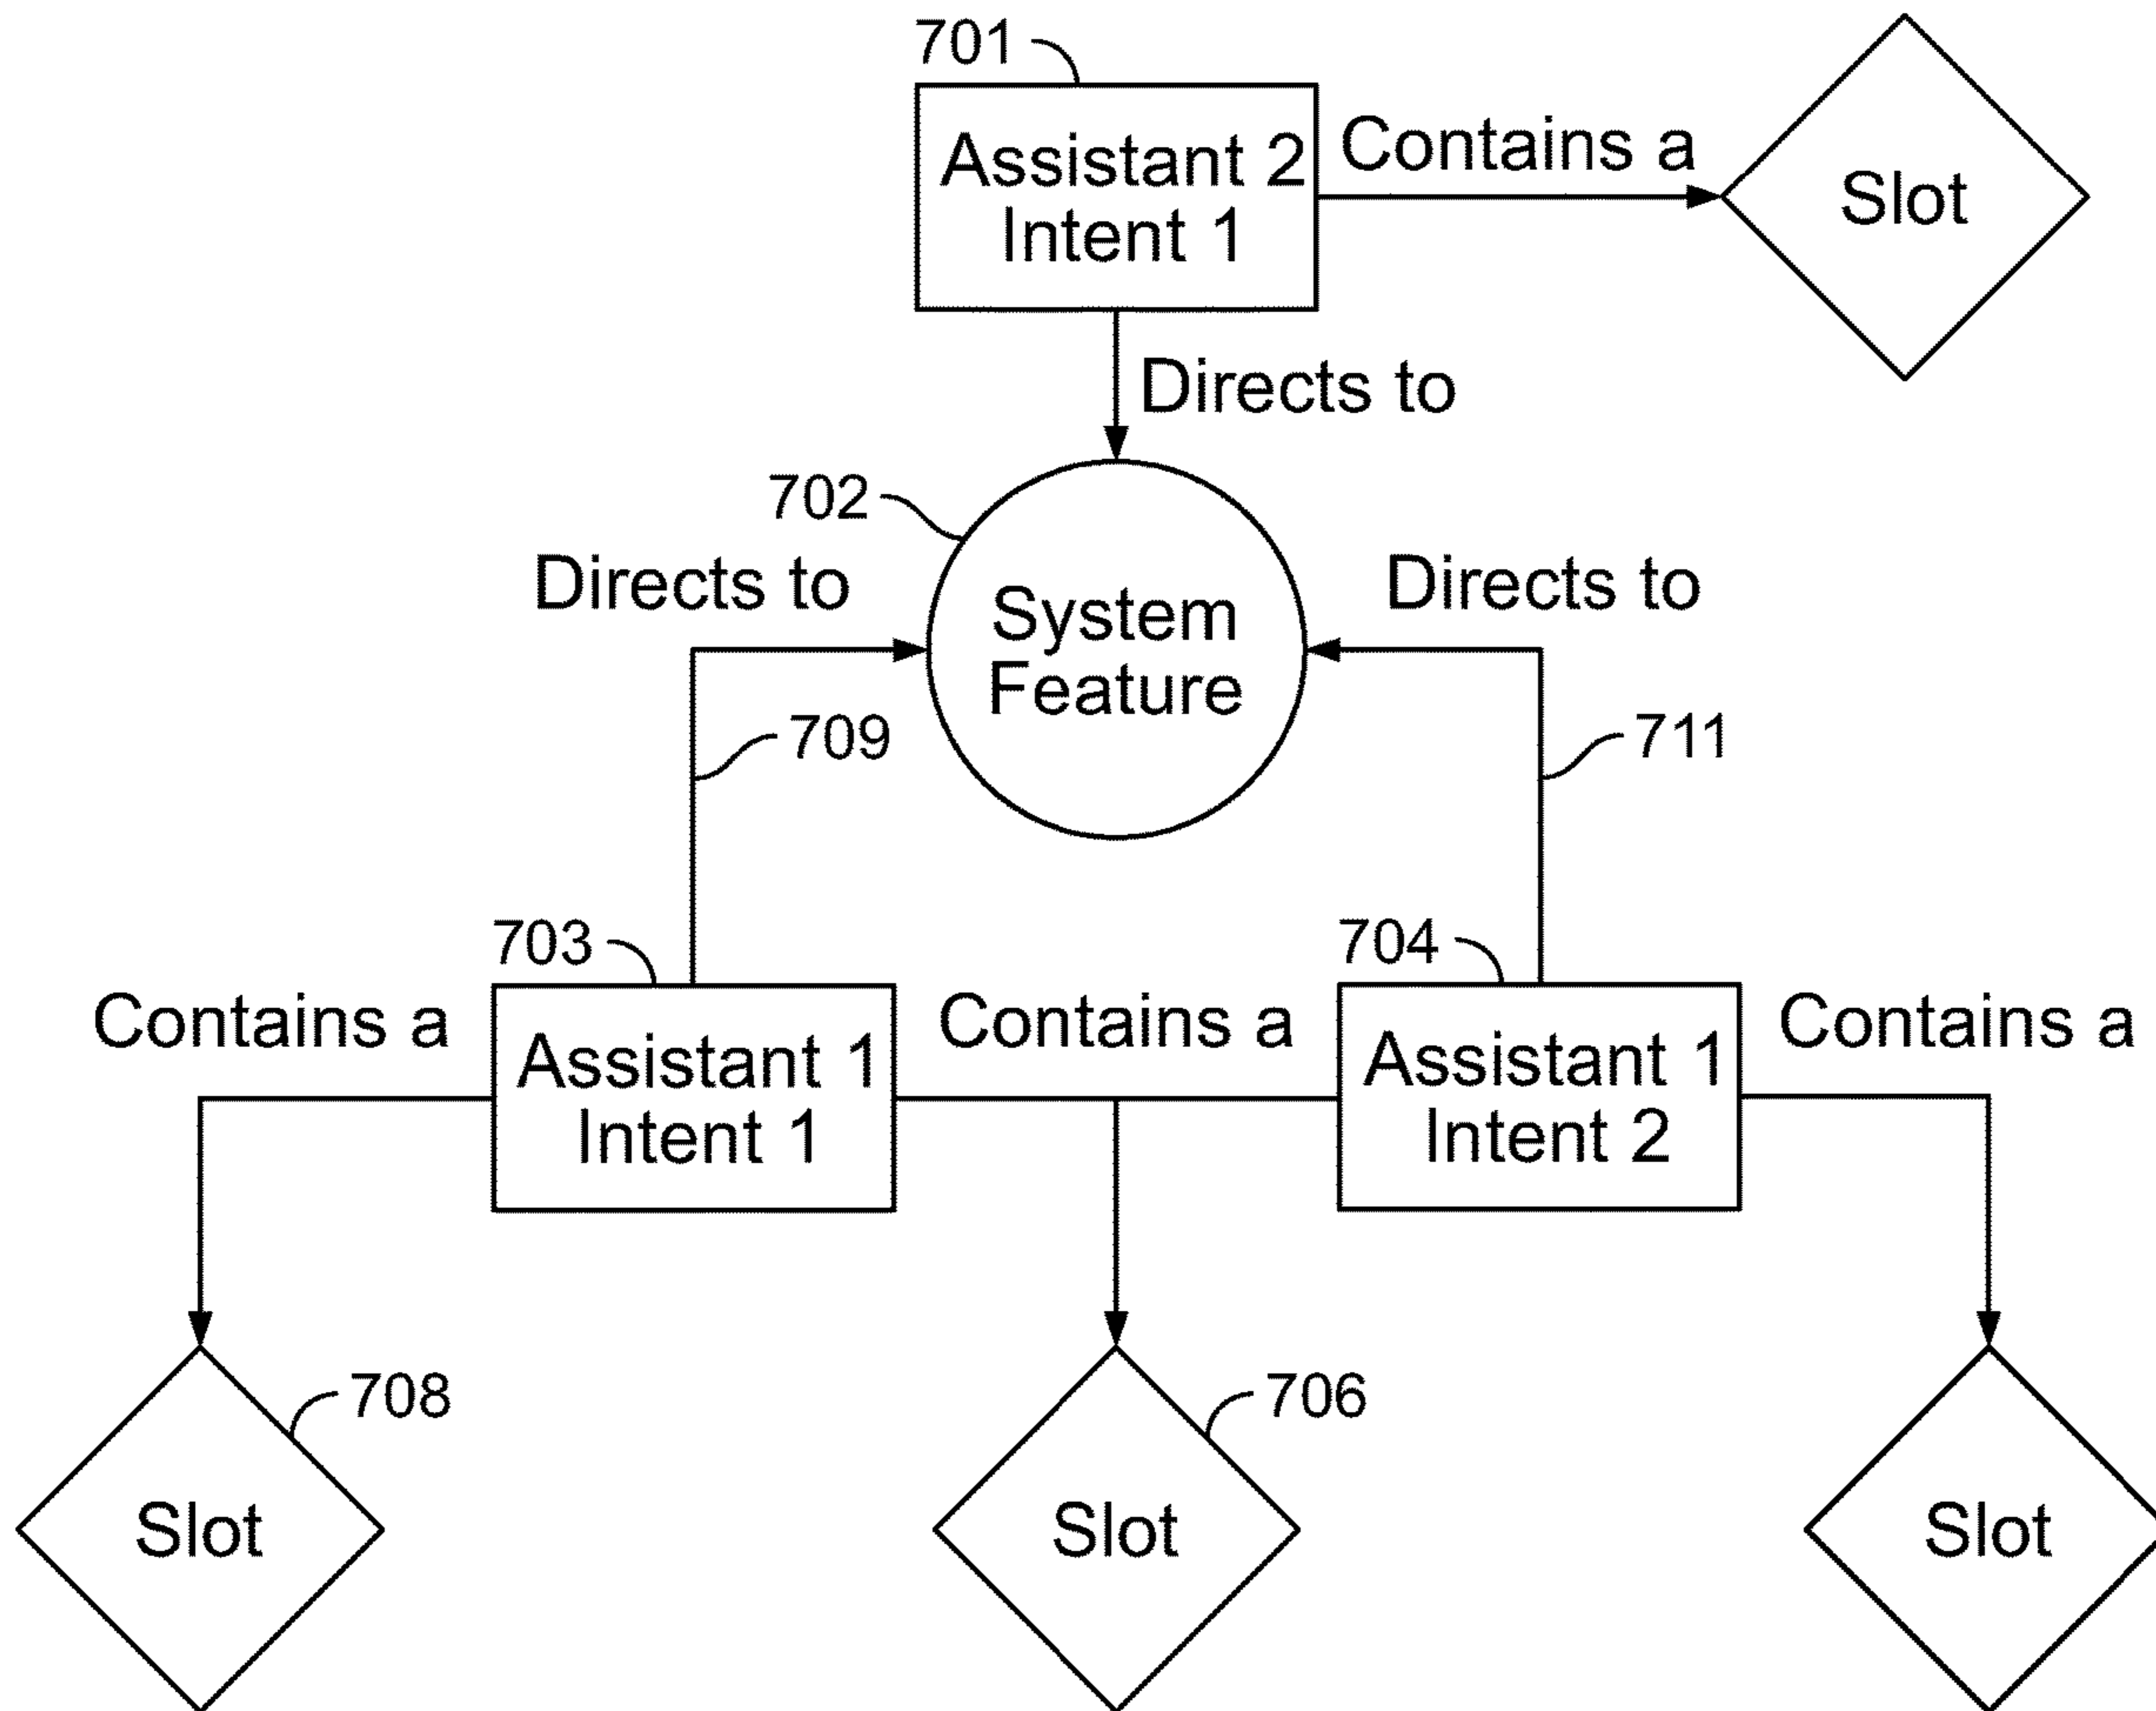 701
Assistant 2
Intent 1
Contains a
Slot
Directs to
702
Directs to
System
Feature
Directs to
709
711
703
704
Contains a
Assistant 1
Intent 1
Contains a
Assistant 1
Intent 2
Contains a
708
706
Slot
Slot
Slot